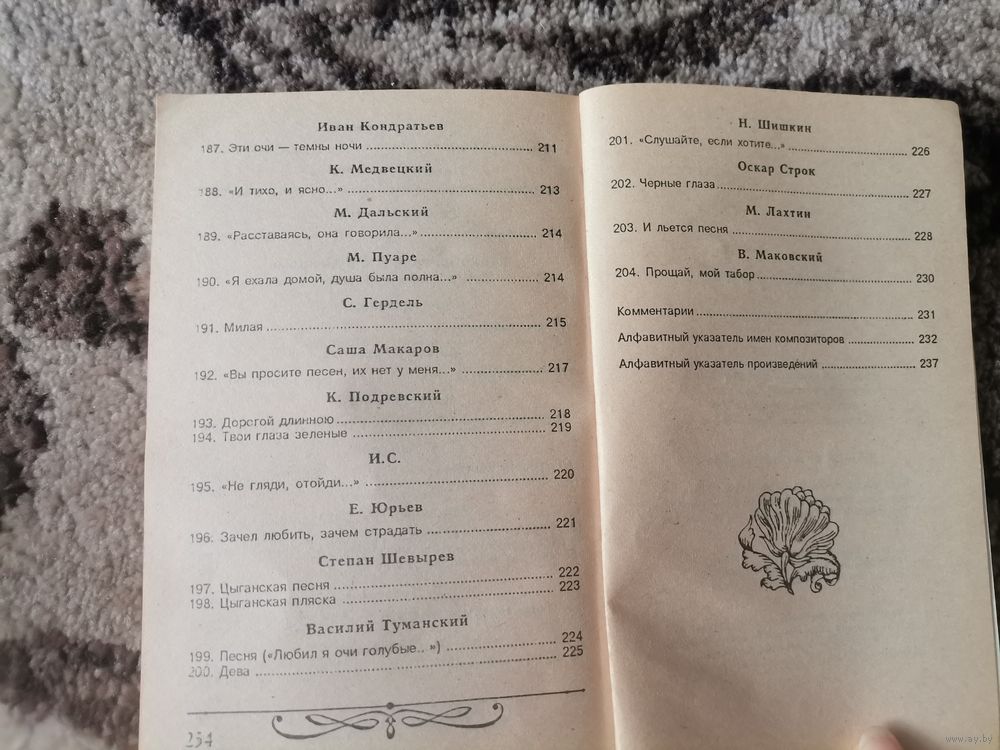 Иван Кондратьев
187. Эти очи — темны ночи 211
К. Медвецкий
188. «И тихо, и ясно...» 213
М. Дальский
189. «Расставаясь, она говорила...» 214
М. Пуаре
190. «Я ехала домой, душа была полна...» 214
С. Гердель
191. Милая 215
Саша Макаров
192. «Вы просите песен, их нет у меня...» 217
К. Подревский
193. Дорогой длинною 218
194. Твои глаза зеленые 219
И.С.
195. «Не гляди, отойди...» 220
Е. Юрьев
196. Зачел любить, зачем страдать 221
Степан Шевырев
197. Цыганская песня 222
198. Цыганская пляска 223
Василий Туманский
199. Песня («Любил я очи голубые..») 224
200. Дева 225
254
Н. Шишкин
201. «Слушайте, если хотите...» 226
Оскар Строк
202. Черные глаза 227
М. Лахтин
203. И льется песня 228
В. Маковский
204. Прощай, мой табор 230
Комментарии 231
Алфавитный указатель имен композиторов 232
Алфавитный указатель произведений 237
www.ay.by